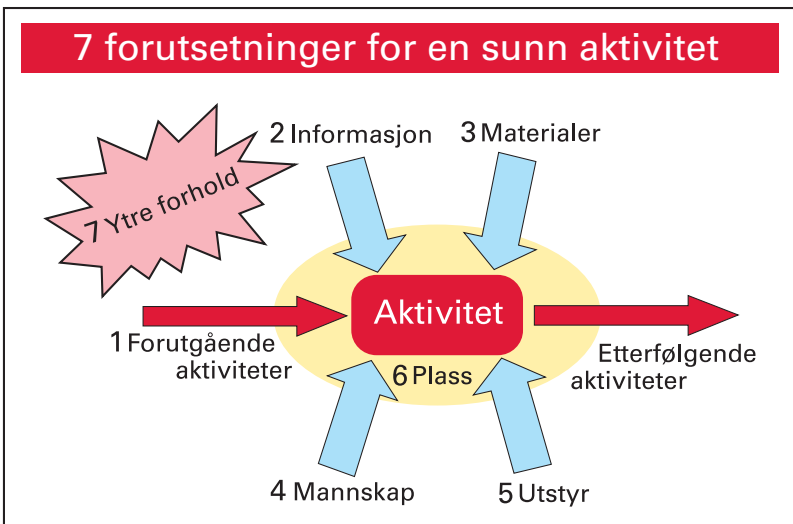 7 forutsetninger for en sunn aktivitet
2 Informasjon
3 Materialer
7 Ytre forhold
Aktivitet
1 Forutgående
aktiviteter
6 Plass
Etterfølgende
aktiviteter
4 Mannskap
5 Utstyr